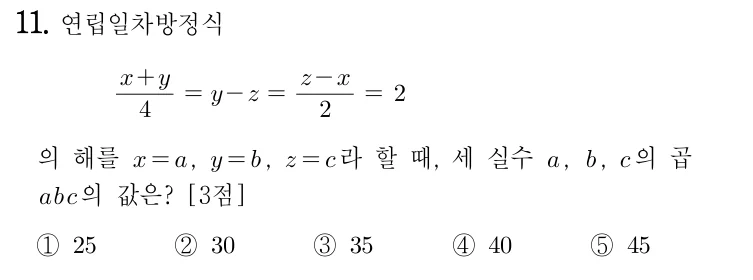 11. 연립일차방정식
x+y/4 = y-z = z-x/2 = 2
의 해를 x=a, y=b, z=c라 할 때, 세 실수 a, b, c의 곱
abc의 값은? [3점]
① 25 ② 30 ③ 35 ④ 40 ⑤ 45